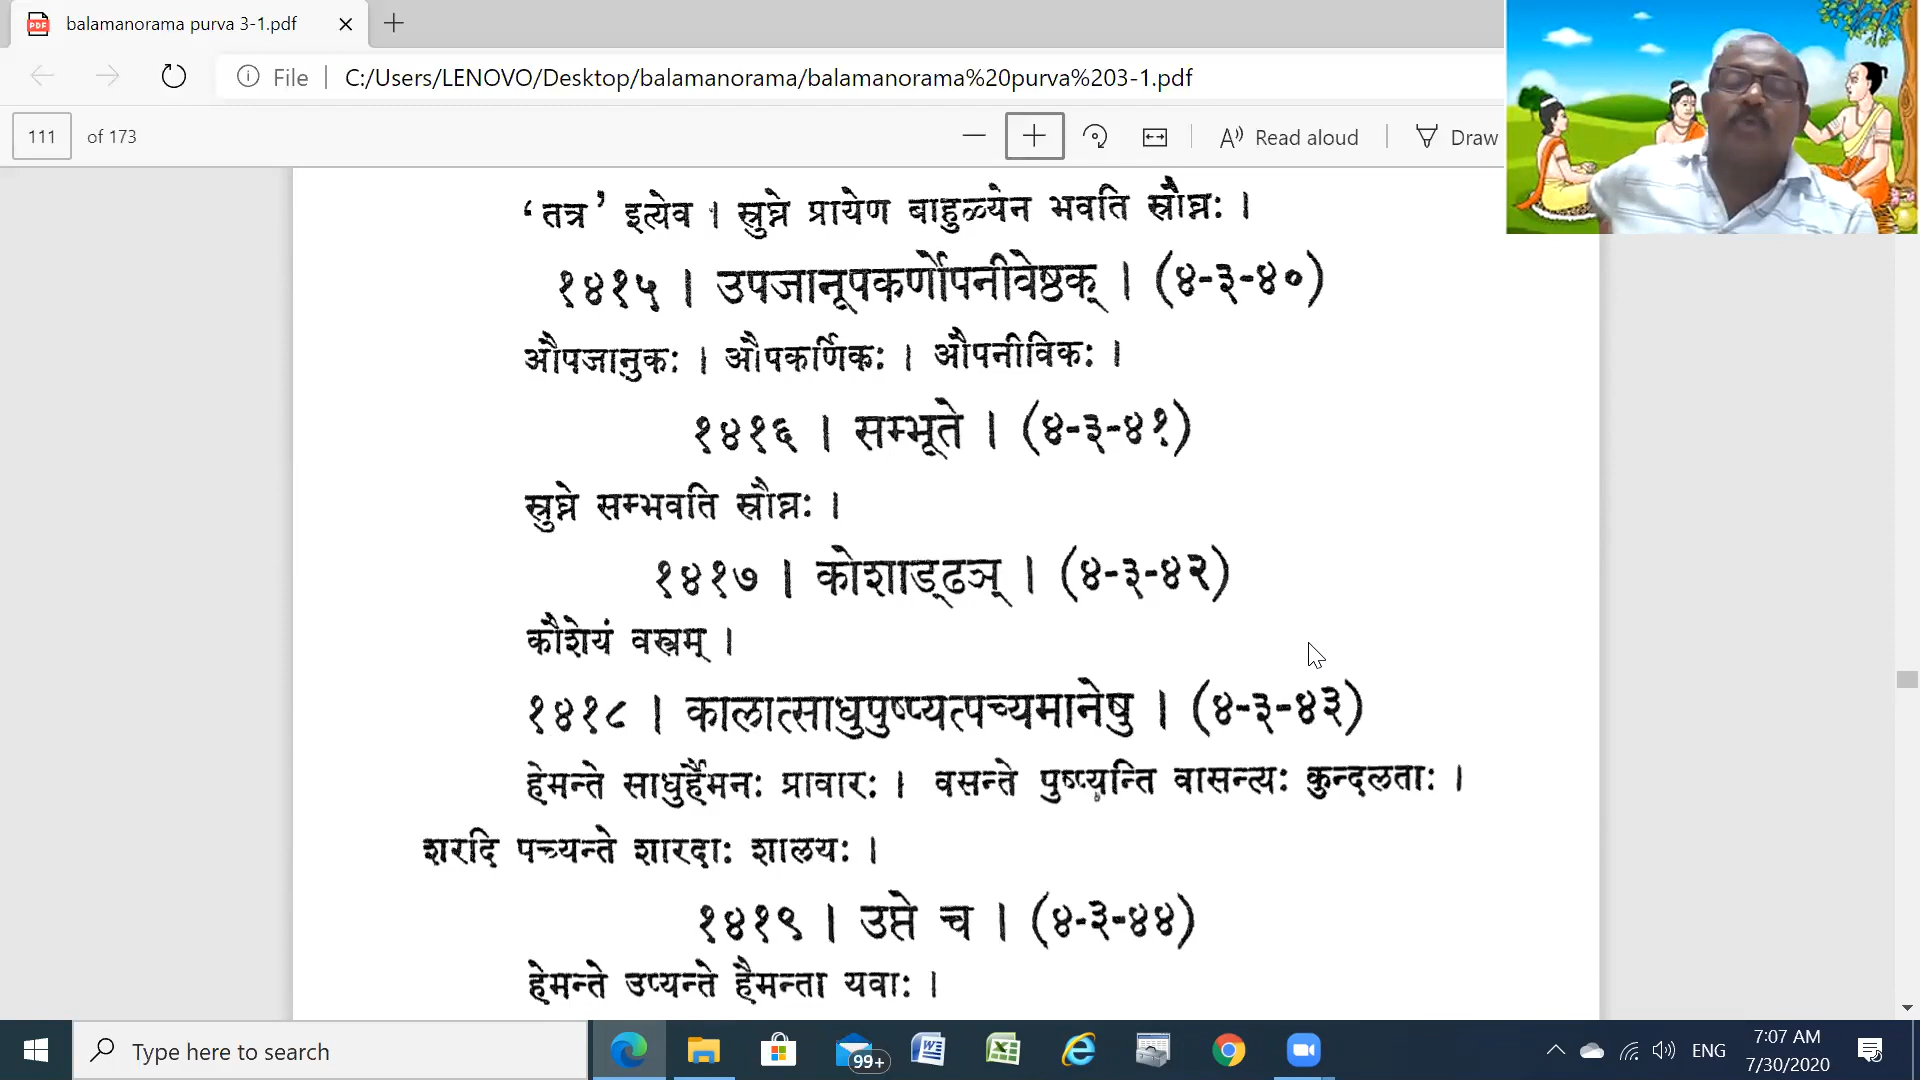 balamanorama purva 3-1.pdf
File
C:/Users/LENOVO/Desktop/balamanorama/balamanorama%20purva%203-1.pdf
111 of 173
Read aloud
Draw
‘तत्र’ इत्येव । स्रुघ्ने प्रायेण बाहुळ्येन भवति स्रौघ्नः ।
१४१५ । उपजानूपकर्णोपनीवेष्ठक् । (४-३-४०)
औपजानुकः । औपकर्णिकः । औपनीविकः ।
१४१६ । सम्भूते । (४-३-४१)
स्रुघ्ने सम्भवति स्रौघ्नः ।
१४१७ । कोशाड्ढञ् । (४-३-४२)
कौशेयं वस्त्रम् ।
१४१८ । कालात्साधुपुष्प्यत्पच्यमानेषु । (४-३-४३)
हेमन्ते साधुर्हैमनः प्रावारः । वसन्ते पुष्प्यन्ति वासन्त्यः कुन्दलताः ।
शरदि पच्यन्ते शारदाः शालयः ।
१४१९ । उप्ते च । (४-३-४४)
हेमन्ते उप्यन्ते हैमन्ता यवाः ।
Type here to search
99+
ENG
7:07 AM
7/30/2020